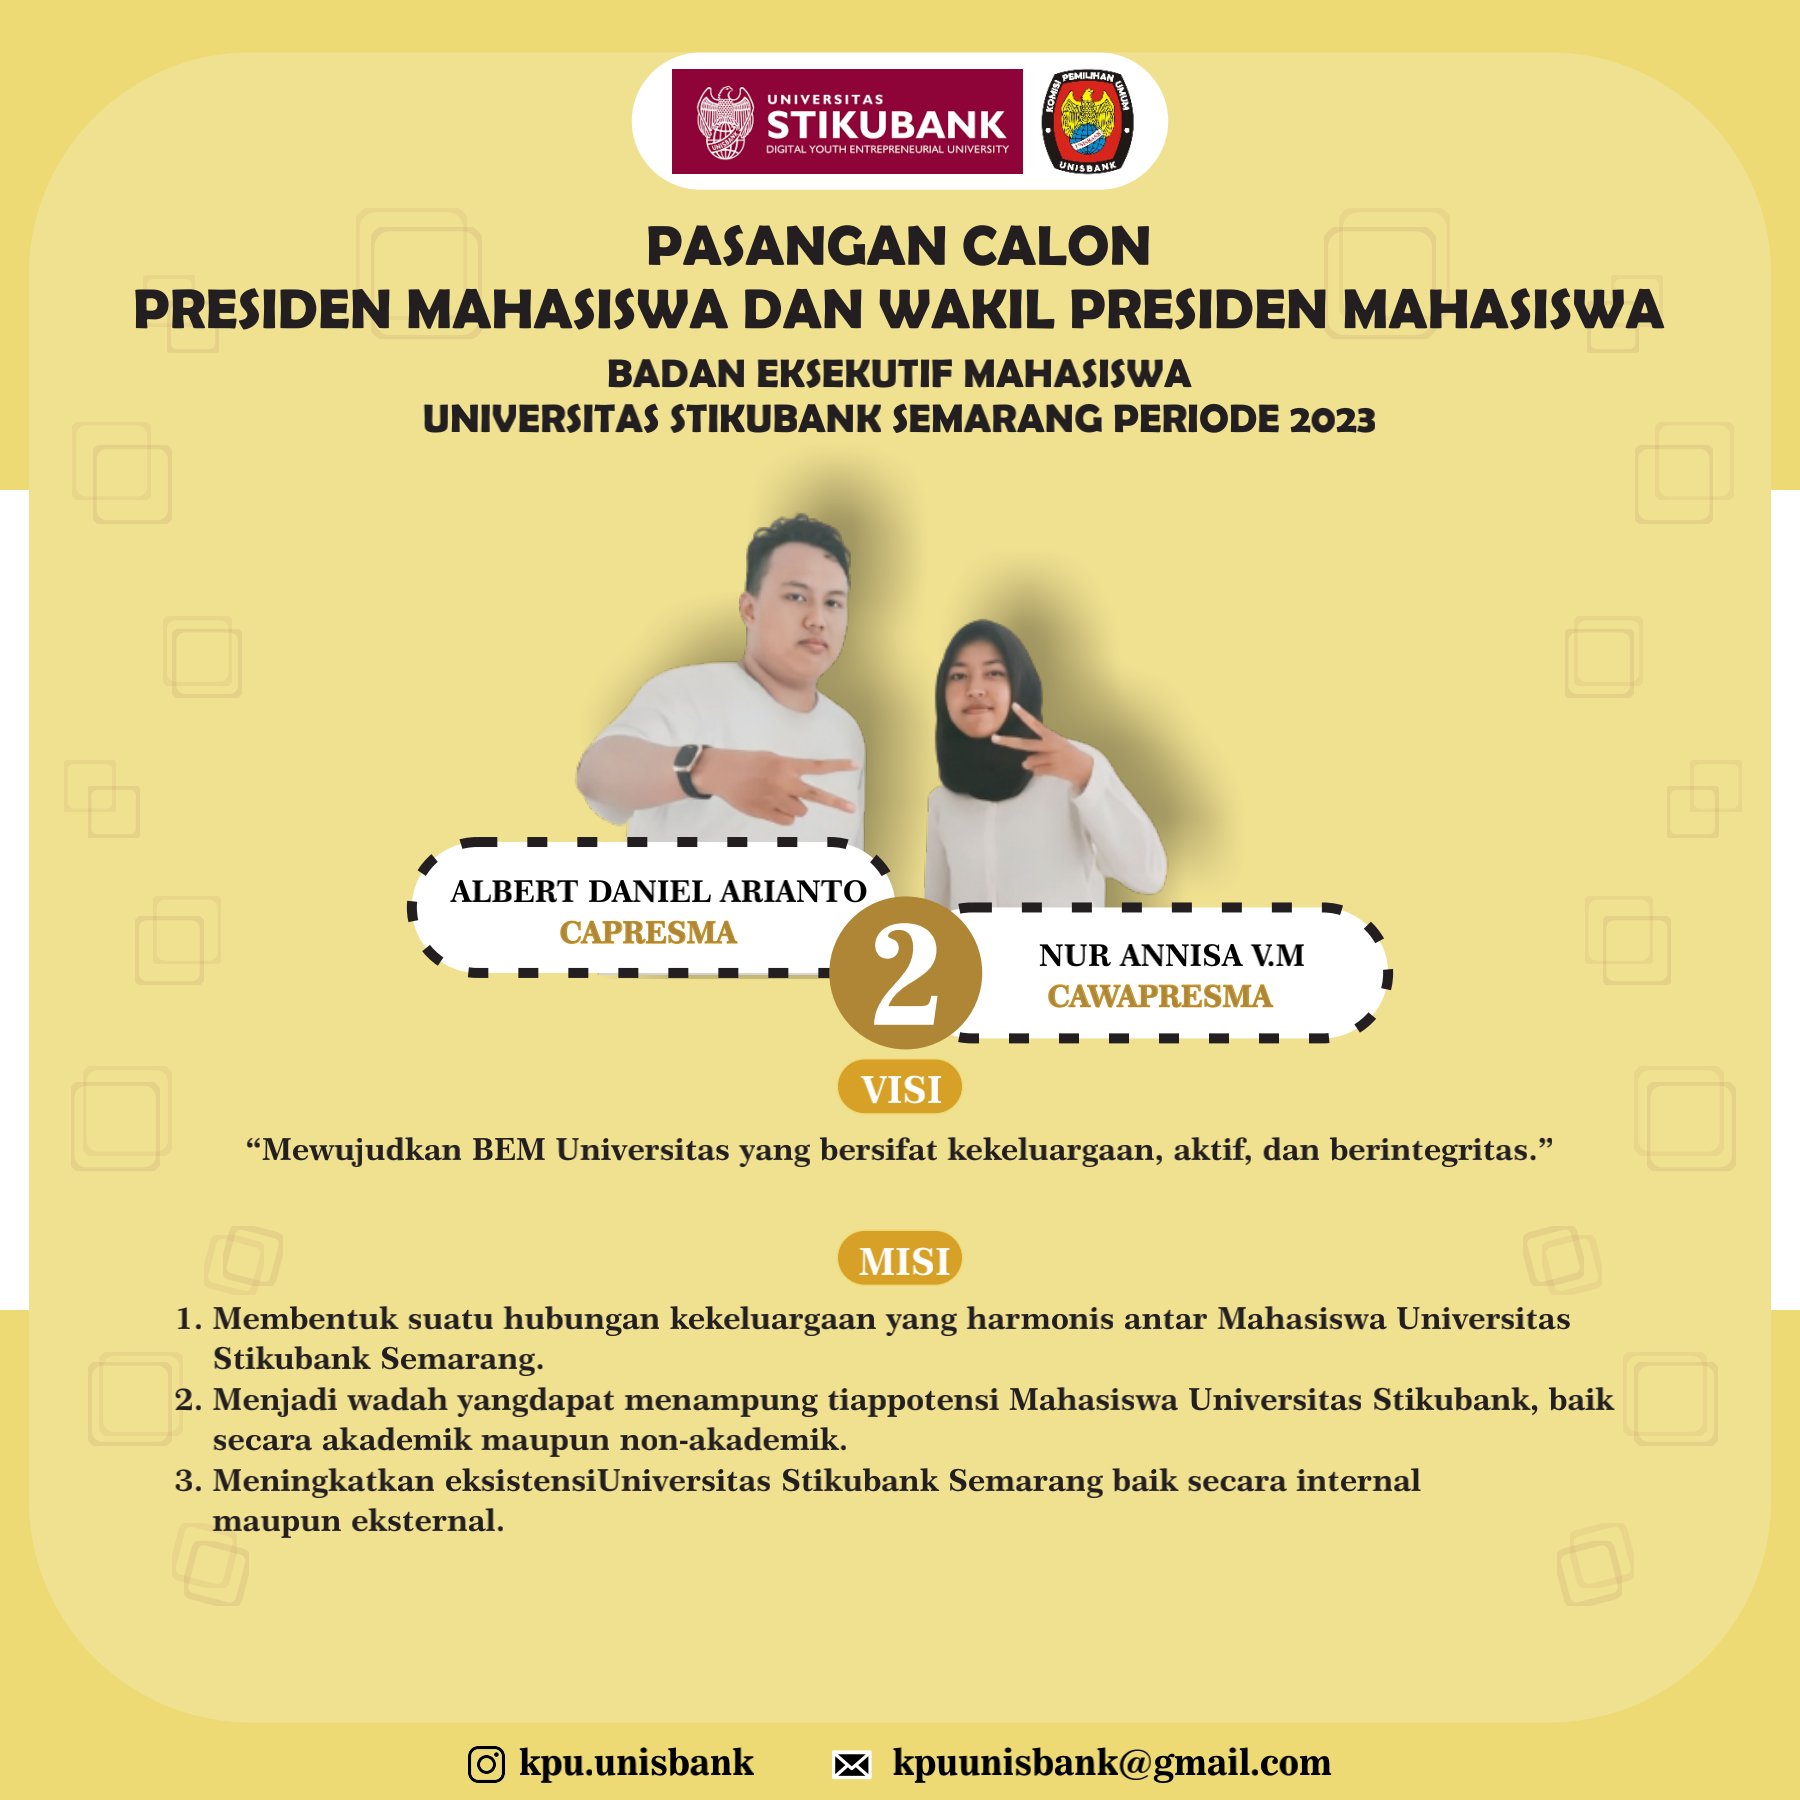 UNIVERSITAS
STIKUBANK
DIGITAL YOUTH ENTREPRENEURIAL UNIVERSITY
KOMISI PEMILIHAN UMUM
UNISBANK
PASANGAN CALON
PRESIDEN MAHASISWA DAN WAKIL PRESIDEN MAHASISWA
BADAN EKSEKUTIF MAHASISWA
UNIVERSITAS STIKUBANK SEMARANG PERIODE 2023
ALBERT DANIEL ARIANTO
CAPRESMA
2
NUR ANNISA V.M
CAWAPRESMA
VISI
“Mewujudkan BEM Universitas yang bersifat kekeluargaan, aktif, dan berintegritas.”
MISI
1. Membentuk suatu hubungan kekeluargaan yang harmonis antar Mahasiswa Universitas
Stikubank Semarang.
2. Menjadi wadah yangdapat menampung tiappotensi Mahasiswa Universitas Stikubank, baik
secara akademik maupun non-akademik.
3. Meningkatkan eksistensiUniversitas Stikubank Semarang baik secara internal
maupun eksternal.
kpu.unisbank
kpuunisbank@gmail.com